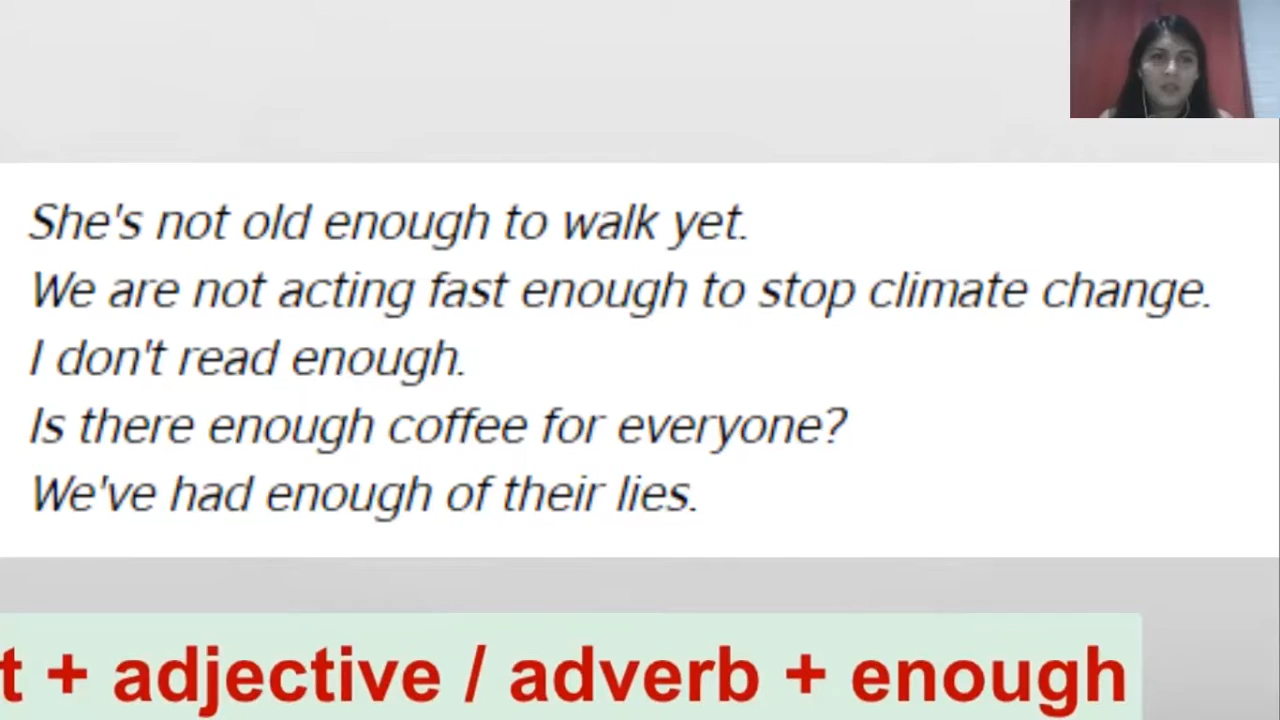 She's not old enough to walk yet.
We are not acting fast enough to stop climate change.
I don't read enough.
Is there enough coffee for everyone?
We've had enough of their lies.
t + adjective / adverb + enough